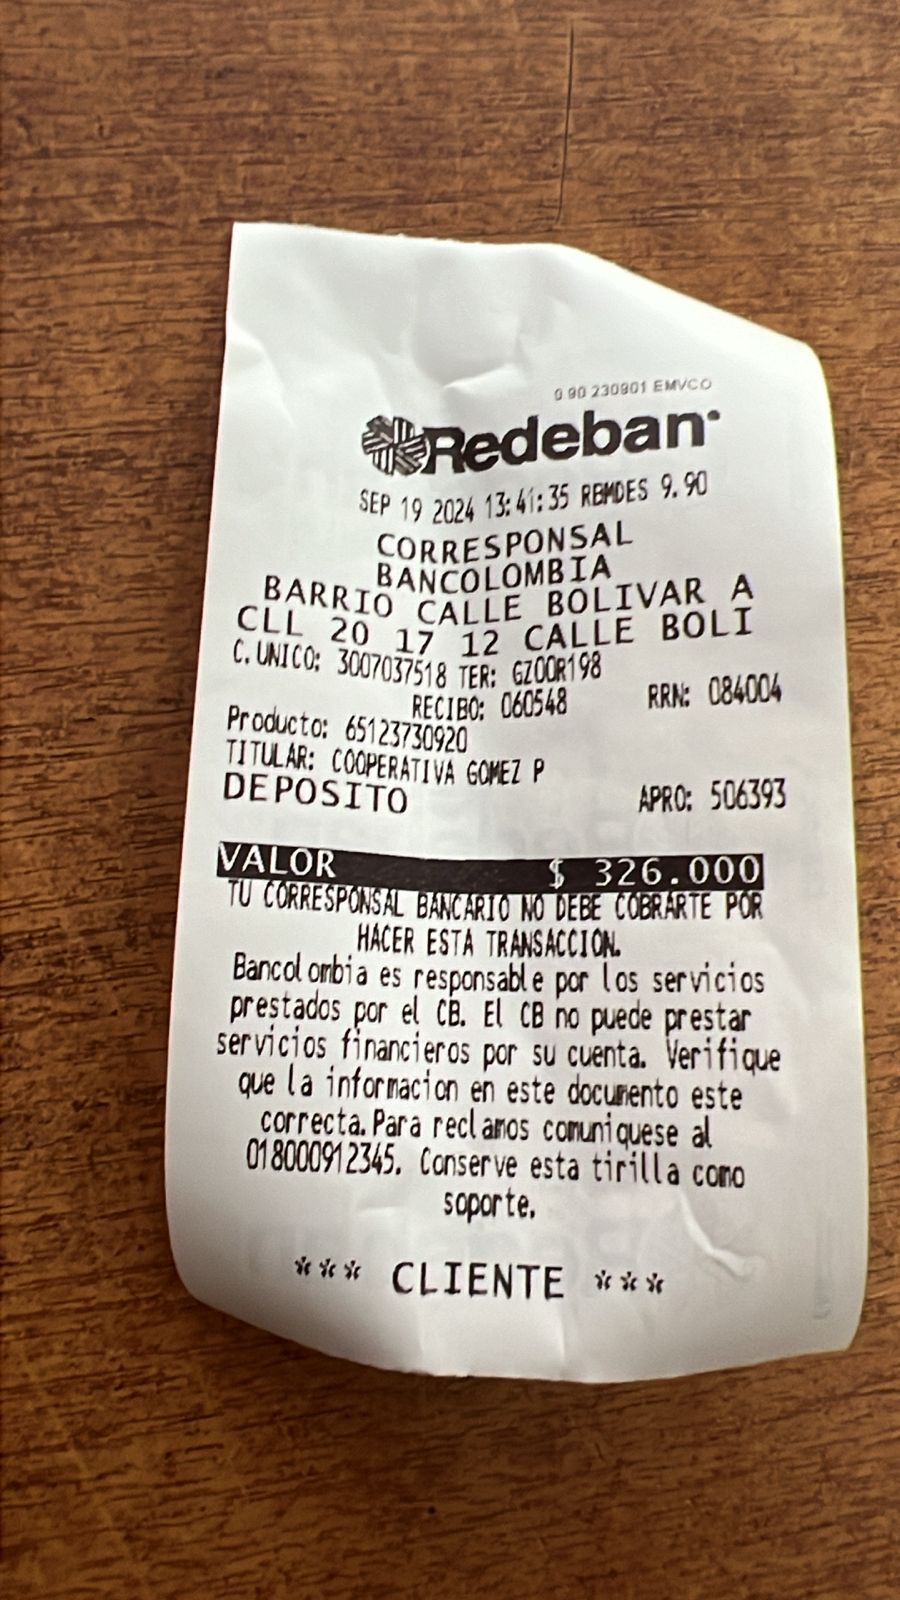 0 90 230901 EMVCO
Redeban
SEP 19 2024 13:41:35 RBMDES 9.90
CORRESPONSAL
BANCOLOMBIA
BARRIO CALLE BOLIVAR A
CLL 20 17 12 CALLE BOLI
C.UNICO: 3007037518 TER: GZOOR198
RECIBO: 060548 RRN: 084004
Producto: 65123730920
TITULAR: COOPERATIVA GOMEZ P
DEPOSITO APRO: 506393
VALOR $ 326.000
TU CORRESPONSAL BANCARIO NO DEBE COBRARTE POR
HACER ESTA TRANSACCION.
Bancolombia es responsable por los servicios
prestados por el CB. El CB no puede prestar
servicios financieros por su cuenta. Verifique
que la informacion en este documento este
correcta. Para reclamos comuniquese al
018000912345. Conserve esta tirilla como
soporte.
*** CLIENTE ***